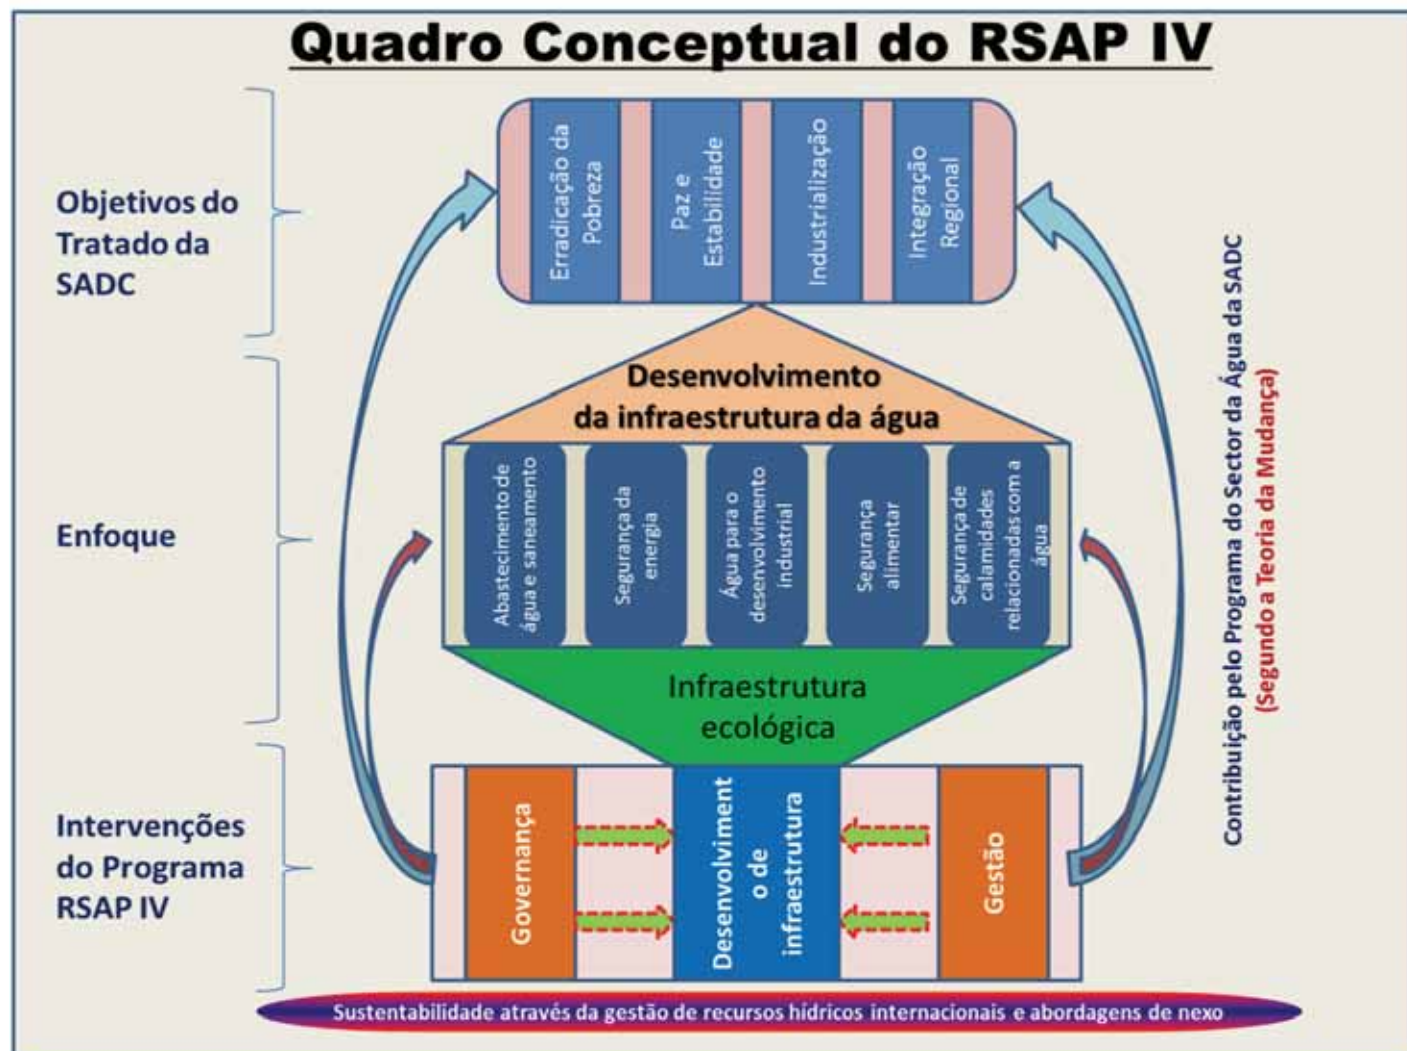 Quadro Conceptual do RSAP IV
Objetivos do
Tratado da
SADC
Erradicação da
Pobreza
Paz e
Estabilidade
Industrialização
Integração
Regional
Enfoque
Desenvolvimento
da infraestrutura da água
Abastecimento de
água e saneamento
Segurança da
energia
Água para o
desenvolvimento
industrial
Segurança
alimentar
Segurança de
calamidades
relacionadas com a
água
Infraestrutura
ecológica
Intervenções
do Programa
RSAP IV
Governança
Desenvolviment
o de
infraestrutura
Gestão
Contribuição pelo Programa do Sector da Água da SADC
(Segundo a Teoria da Mudança)
Sustentabilidade através da gestão de recursos hídricos internacionais e abordagens de nexo